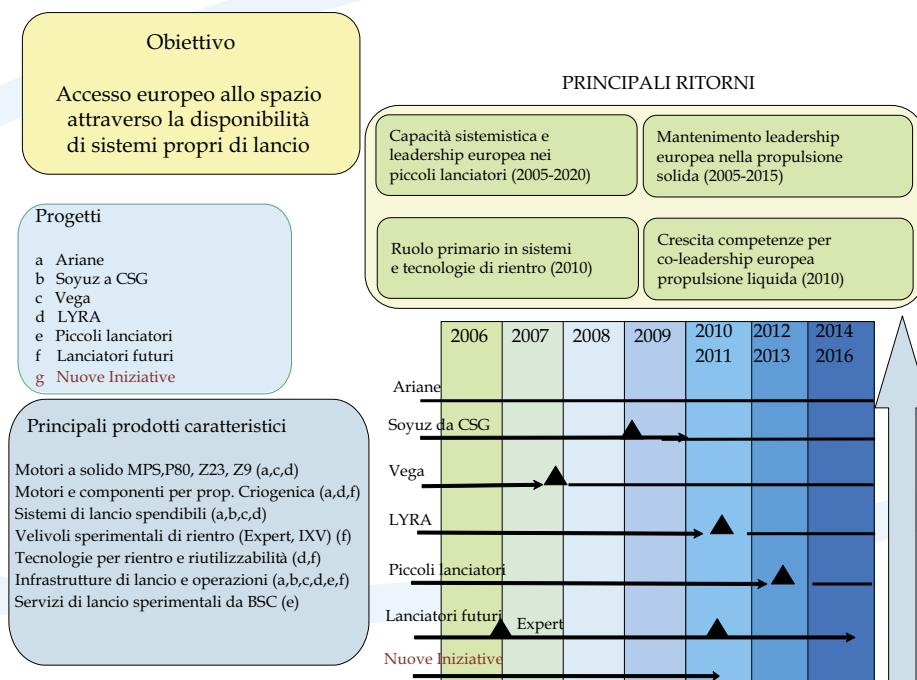 Obiettivo
Accesso europeo allo spazio
attraverso la disponibilità
di sistemi propri di lancio
PRINCIPALI RITORNI
Capacità sistemistica e
leadership europea nei
piccoli lanciatori (2005-2020)
Mantenimento leadership
europea nella propulsione
solida (2005-2015)
Ruolo primario in sistemi
e tecnologie di rientro (2010)
Crescita competenze per
co-leadership europea
propulsione liquida (2010)
Progetti
a Ariane
b Soyuz a CSG
c Vega
d LYRA
e Piccoli lanciatori
f Lanciatori futuri
g Nuove Iniziative
Principali prodotti caratteristici
Motori a solido MPS,P80, Z23, Z9 (a,c,d)
Motori e componenti per prop. Criogenica (a,d,f)
Sistemi di lancio spendibili (a,b,c,d)
Velivoli sperimentali di rientro (Expert, IXV) (f)
Tecnologie per rientro e riutilizzabilità (d,f)
Infrastrutture di lancio e operazioni (a,b,c,d,e,f)
Servizi di lancio sperimentali da BSC (e)
2006 2007 2008 2009 2010 2012 2014
2011 2013 2016
Ariane
Soyuz da CSG
Vega
LYRA
Piccoli lanciatori
Lanciatori futuri
Expert
Nuove Iniziative